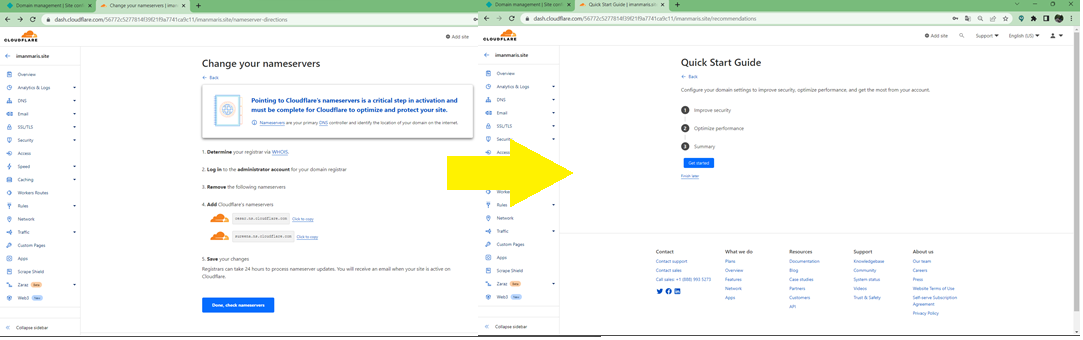 Domain management | Site cont
Change your nameservers | iman
dash.cloudflare.com/56772c5277814f39f21f9a7741ca9c11/imanmaris.site/nameserver-directions
CLOUDFLARE
Add site
imanmaris.site
Overview
Analytics & Logs
DNS
Email
SSL/TLS
Security
Access
Speed
Caching
Workers Routes
Rules
Network
Traffic
Custom Pages
Apps
Scrape Shield
Zaraz Beta
Web3 New
Collapse sidebar
Change your nameservers
Back
Pointing to Cloudflare's nameservers is a critical step in activation and
must be complete for Cloudflare to optimize and protect your site.
Nameservers are your primary DNS controller and identify the location of your domain on the internet.
1. Determine your registrar via WHOIS.
2. Log in to the administrator account for your domain registrar
3. Remove the following nameservers
4. Add Cloudflare's nameservers
Click to copy
Click to copy
5. Save your changes
Registrars can take 24 hours to process nameserver updates. You will receive an email when your site is active on
Cloudflare.
Done, check nameservers
Domain management | Site cont
Quick Start Guide | imanmaris.site
dash.cloudflare.com/56772c5277814f39f21f9a7741ca9c11/imanmaris.site/recommendations
CLOUDFLARE
Add site
Support
English (US)
imanmaris.site
Overview
Analytics & Logs
DNS
Email
SSL/TLS
Security
Access
Rules
Network
Traffic
Custom Pages
Apps
Scrape Shield
Zaraz Beta
Web3 New
Collapse sidebar
Quick Start Guide
Back
Configure your domain settings to improve security, optimize performance, and get the most from your account.
1 Improve security
2 Optimize performance
3 Summary
Get started
Finish later
Contact
Contact support
Contact sales
Call sales: +1 (888) 993 5273
What we do
Plans
Overview
Features
Network
Apps
Resources
Documentation
Blog
Case studies
Partners
Customers
API
Support
Knowledgebase
Community
System status
Videos
Trust & Safety
About us
Our team
Careers
Press
Website Terms of Use
Self-serve Subscription
Agreement
Privacy Policy